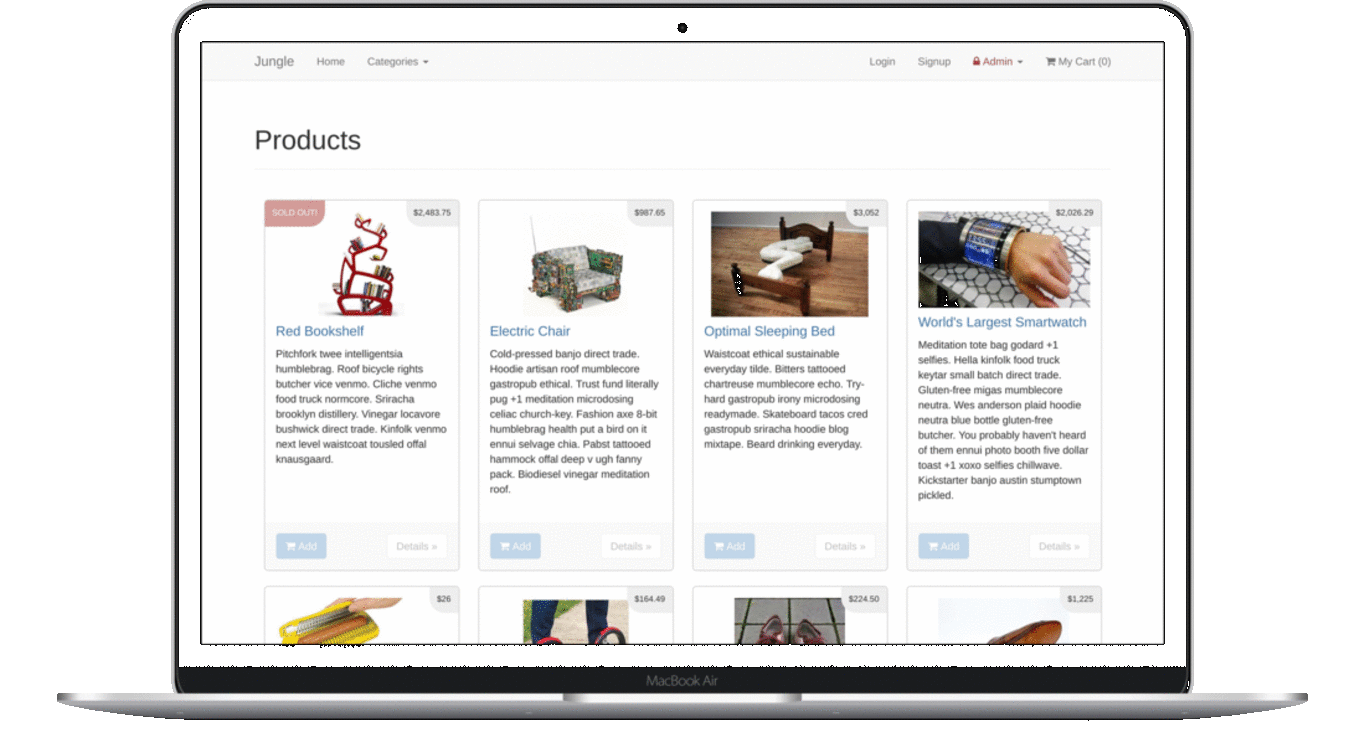 Jungle Home Categories Login Signup Admin My Cart (0)
Products
SOLD OUT!
$2,483.75
Red Bookshelf
Pitchfork twee intelligentsia
humblebrag. Roof bicycle rights
butcher vice venmo. Cliche venmo
food truck normcore. Sriracha
brooklyn distillery. Vinegar locavore
bushwick direct trade. Kinfolk venmo
next level waistcoat tousled offal
knausgaard.
Add Details »
$987.65
Electric Chair
Cold-pressed banjo direct trade.
Hoodie artisan roof mumblecore
gastropub ethical. Trust fund literally
pug +1 meditation microdosing
celiac church-key. Fashion axe 8-bit
humblebrag health put a bird on it
ennui selvage chia. Pabst tattooed
hammock offal deep v ugh fanny
pack. Biodiesel vinegar meditation
roof.
Add Details »
$3,052
Optimal Sleeping Bed
Waistcoat ethical sustainable
everyday tilde. Bitters tattooed
chartreuse mumblecore echo. Try-
hard gastropub irony microdosing
readymade. Skateboard tacos cred
gastropub sriracha hoodie blog
mixtape. Beard drinking everyday.
Add Details »
$2,026.29
World's Largest Smartwatch
Meditation tote bag godard +1
selfies. Hella kinfolk food truck
keytar small batch direct trade.
Gluten-free migas mumblecore
neutra. Wes anderson plaid hoodie
neutra blue bottle gluten-free
butcher. You probably haven't heard
of them ennui photo booth five dollar
toast +1 xoxo selfies chillwave.
Kickstarter banjo austin stumptown
pickled.
Add Details »
$26
$164.49
$224.50
$1,225
MacBook Air